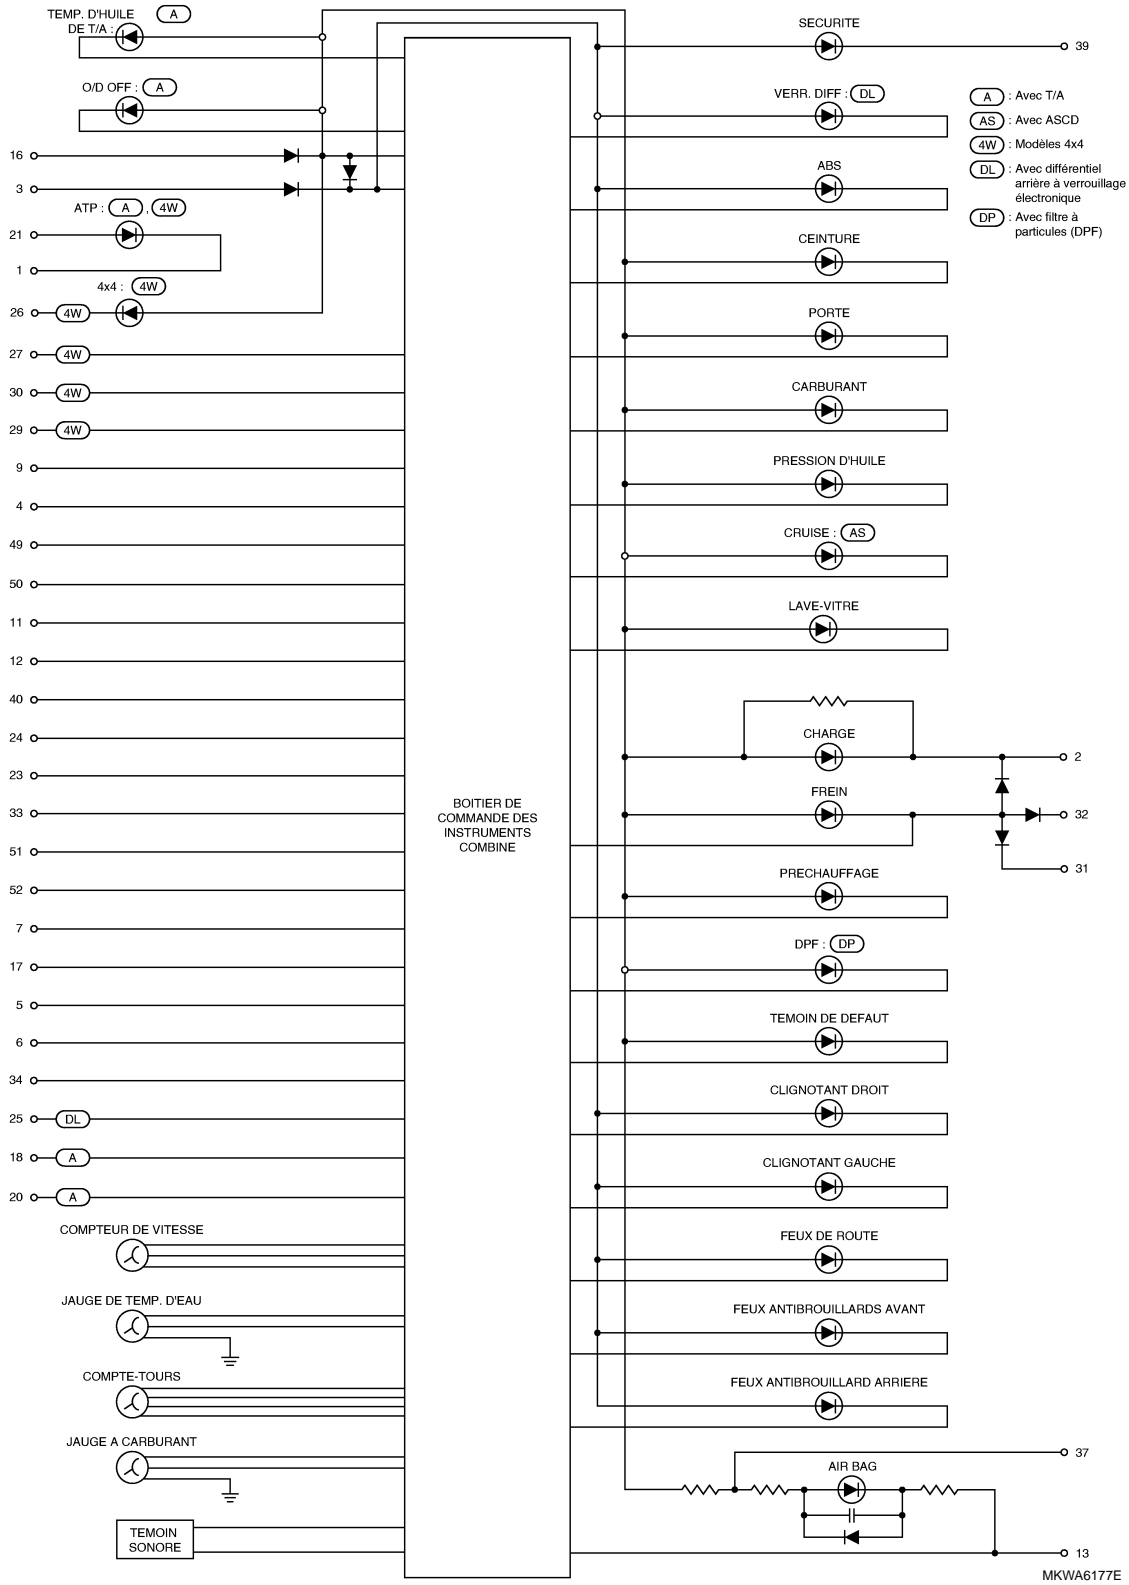 TEMP. D'HUILE A
DE T/A :
O/D OFF : A
16
3
ATP : A , 4W
21
1
4x4 : 4W
26 4W
27 4W
30 4W
29 4W
9
4
49
50
11
12
40
24
23
33
51
52
7
17
5
6
34
25 DL
18 A
20 A
COMPTEUR DE VITESSE
JAUGE DE TEMP. D'EAU
COMPTE-TOURS
JAUGE A CARBURANT
TEMOIN
SONORE
BOITIER DE
COMMANDE DES
INSTRUMENTS
COMBINE
SECURITE
39
VERR. DIFF : DL
ABS
CEINTURE
PORTE
CARBURANT
PRESSION D'HUILE
CRUISE : AS
LAVE-VITRE
CHARGE
2
FREIN
32
31
PRECHAUFFAGE
DPF : DP
TEMOIN DE DEFAUT
CLIGNOTANT DROIT
CLIGNOTANT GAUCHE
FEUX DE ROUTE
FEUX ANTIBROUILLARDS AVANT
FEUX ANTIBROUILLARD ARRIERE
37
AIR BAG
13
A : Avec T/A
AS : Avec ASCD
4W : Modèles 4x4
DL : Avec différentiel
arrière à verrouillage
électronique
DP : Avec filtre à
particules (DPF)
MKWA6177E